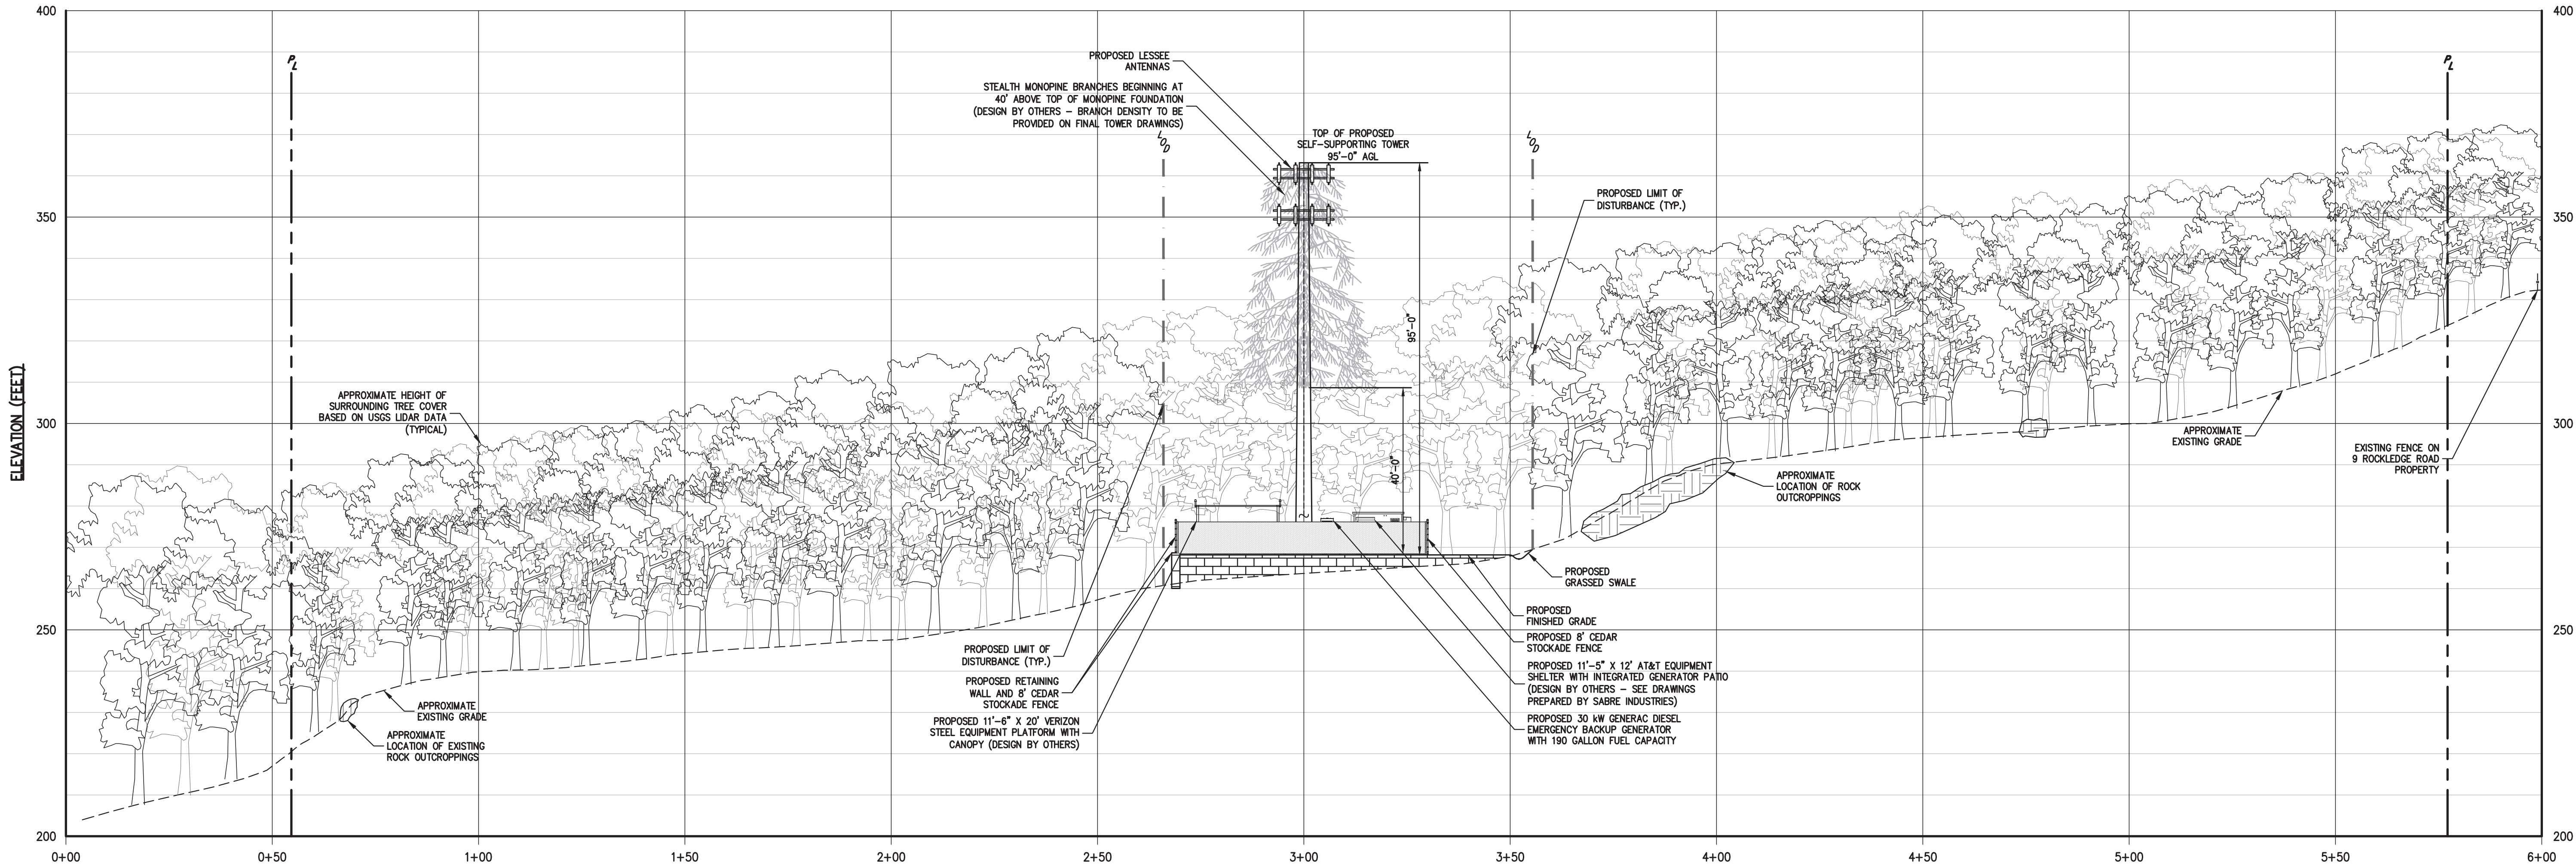 400
400
PL
PL
PROPOSED LESSEE
ANTENNAS
STEALTH MONOPINE BRANCHES BEGINNING AT
40' ABOVE TOP OF MONOPINE FOUNDATION
(DESIGN BY OTHERS – BRANCH DENSITY TO BE
PROVIDED ON FINAL TOWER DRAWINGS)
LOD
TOP OF PROPOSED
SELF-SUPPORTING TOWER
95'-0" AGL
LOD
PROPOSED LIMIT OF
DISTURBANCE (TYP.)
350
350
95'-0"
ELEVATION (FEET)
APPROXIMATE HEIGHT OF
SURROUNDING TREE COVER
BASED ON USGS LIDAR DATA
(TYPICAL)
300
300
40'-0"
APPROXIMATE
EXISTING GRADE
EXISTING FENCE ON
9 ROCKLEDGE ROAD
PROPERTY
APPROXIMATE
LOCATION OF ROCK
OUTCROPPINGS
PROPOSED
GRASSED SWALE
PROPOSED
FINISHED GRADE
250
250
PROPOSED 8' CEDAR
STOCKADE FENCE
PROPOSED LIMIT OF
DISTURBANCE (TYP.)
PROPOSED 11'-5" X 12' AT&T EQUIPMENT
SHELTER WITH INTEGRATED GENERATOR PATIO
(DESIGN BY OTHERS – SEE DRAWINGS
PREPARED BY SABRE INDUSTRIES)
PROPOSED RETAINING
WALL AND 8' CEDAR
STOCKADE FENCE
APPROXIMATE
EXISTING GRADE
PROPOSED 11'-6" X 20' VERIZON
STEEL EQUIPMENT PLATFORM WITH
CANOPY (DESIGN BY OTHERS)
PROPOSED 30 kW GENERAC DIESEL
EMERGENCY BACKUP GENERATOR
WITH 190 GALLON FUEL CAPACITY
APPROXIMATE
LOCATION OF EXISTING
ROCK OUTCROPPINGS
200
200
0+00 0+50 1+00 1+50 2+00 2+50 3+00 3+50 4+00 4+50 5+00 5+50 6+00